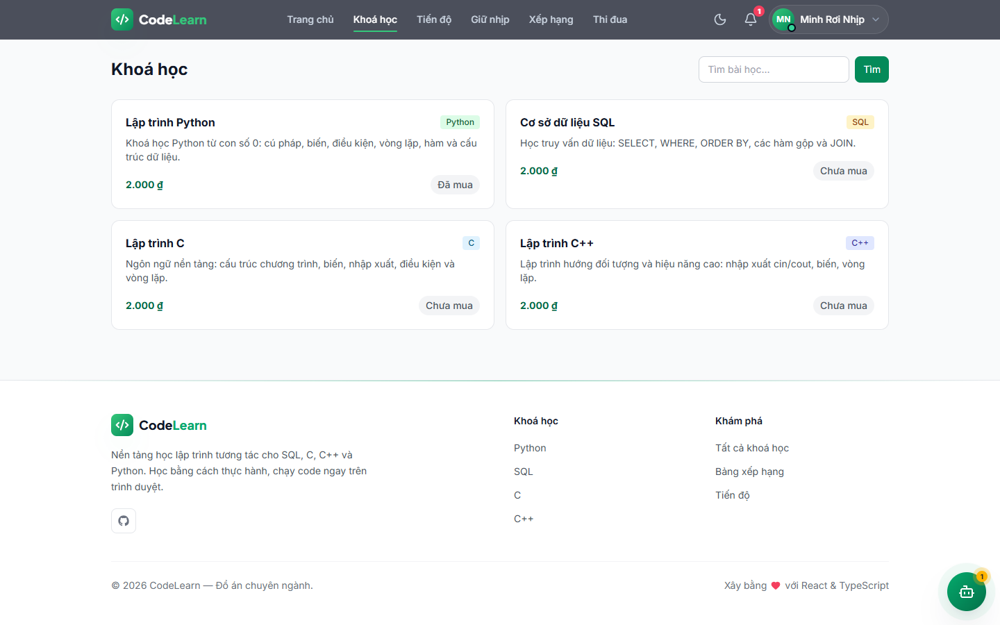 CodeLearn
Trang chủ
Khoá học
Tiến độ
Giữ nhịp
Xếp hạng
Thi đua
1
MN
Minh Rơi Nhịp
Khoá học
Tìm bài học...
Tìm
Lập trình Python
Python
Khoá học Python từ con số 0: cú pháp, biến, điều kiện, vòng lặp, hàm và cấu
trúc dữ liệu.
2.000 ₫
Đã mua
Cơ sở dữ liệu SQL
SQL
Học truy vấn dữ liệu: SELECT, WHERE, ORDER BY, các hàm gộp và JOIN.
2.000 ₫
Chưa mua
Lập trình C
C
Ngôn ngữ nền tảng: cấu trúc chương trình, biến, nhập xuất, điều kiện và
vòng lặp.
2.000 ₫
Chưa mua
Lập trình C++
C++
Lập trình hướng đối tượng và hiệu năng cao: nhập xuất cin/cout, biến, vòng
lặp.
2.000 ₫
Chưa mua
CodeLearn
Nền tảng học lập trình tương tác cho SQL, C, C++ và
Python. Học bằng cách thực hành, chạy code ngay trên
trình duyệt.
Khoá học
Python
SQL
C
C++
Khám phá
Tất cả khoá học
Bảng xếp hạng
Tiến độ
© 2026 CodeLearn — Đồ án chuyên ngành.
Xây bằng ❤ với React & TypeScript
1